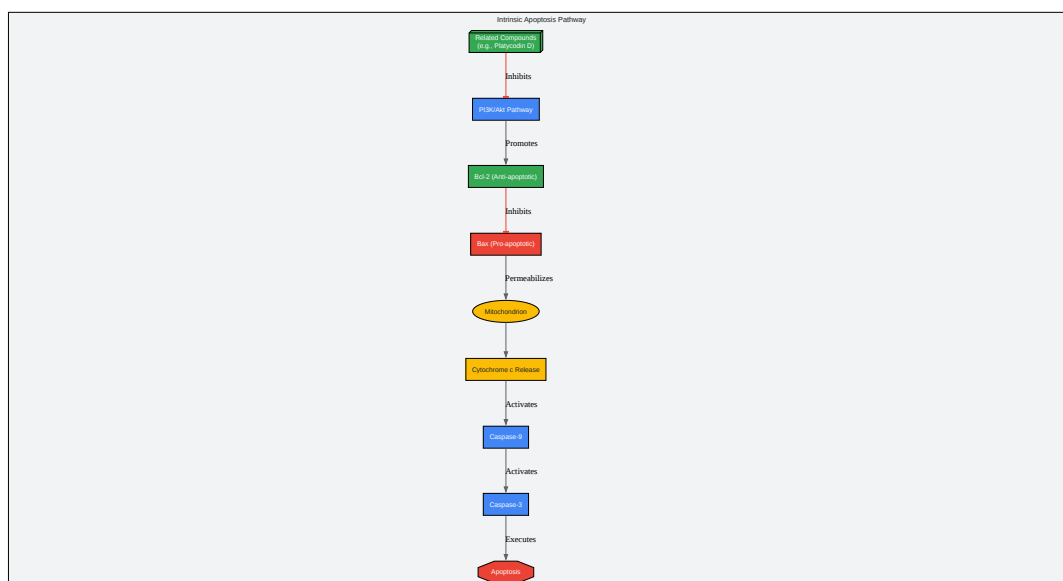 Intrinsic Apoptosis Pathway
Related Compounds
(e.g., Platycodin D)
Inhibits
PI3K/Akt Pathway
Promotes
Bcl-2 (Anti-apoptotic)
Inhibits
Bax (Pro-apoptotic)
Permeabilizes
Mitochondrion
Cytochrome c Release
Activates
Caspase-9
Activates
Caspase-3
Executes
Apoptosis